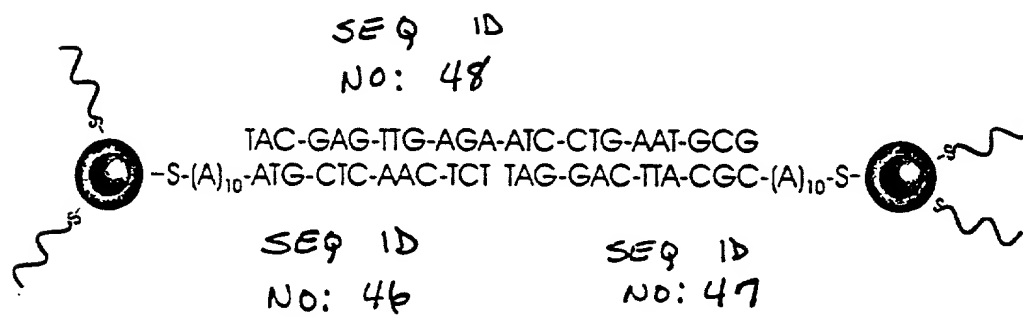 SEQ ID
NO: 48
S
S
TAC-GAG-TTG-AGA-ATC-CTG-AAT-GCG
-S-(A)10-ATG-CTC-AAC-TCT TAG-GAC-TTA-CGC-(A)10-S-
S
S
SEQ ID
NO: 46
SEQ ID
NO: 47